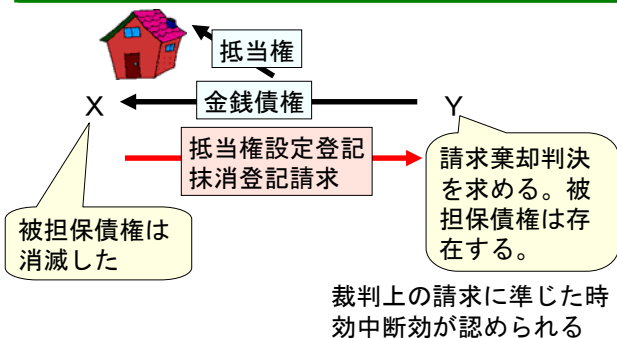 抵当権
X
金銭債権
Y
抵当権設定登記
抹消登記請求
請求棄却判決
を求める。被
担保債権は存
在する。
被担保債権は
消滅した
裁判上の請求に準じた時
効中断効が認められる